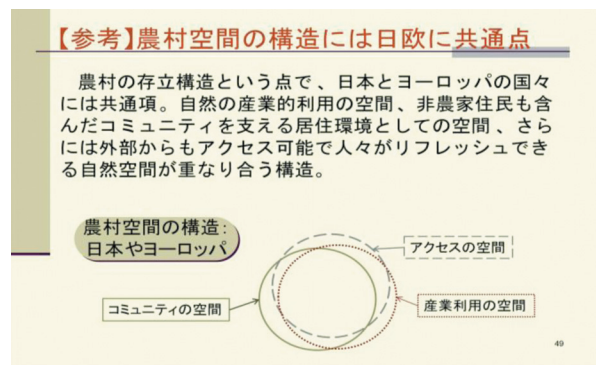 【参考】農村空間の構造には日欧に共通点
農村の存立構造という点で、日本とヨーロッパの国々
には共通項。自然の産業的利用の空間、非農家住民も含
んだコミュニティを支える居住環境としての空間、さら
には外部からもアクセス可能で人々がリフレッシュでき
る自然空間が重なり合う構造。
農村空間の構造:
日本やヨーロッパ
アクセスの空間
コミュニティの空間
産業利用の空間
49